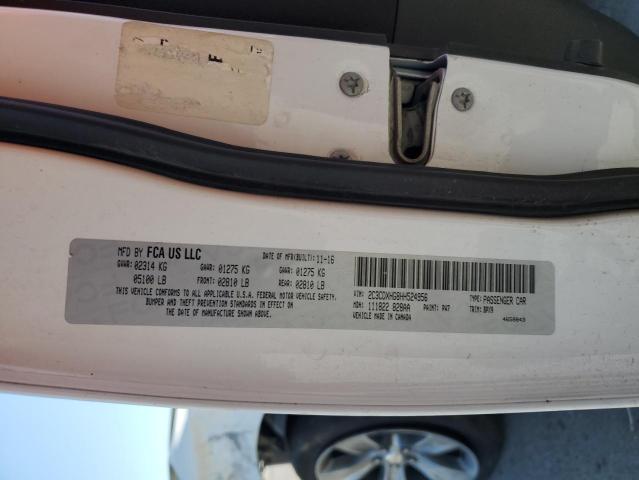 MFD BY FCA US LLC DATE OF MFR(BUILT): 11-16
GVWR: 02314 KG GAWR: 01275 KG GAWR: 01275 KG
05100 LB FRONT: 02810 LB REAR: 02810 LB
THIS VEHICLE CONFORMS TO ALL APPLICABLE U.S.A. FEDERAL MOTOR VEHICLE SAFETY,
BUMPER AND THEFT PREVENTION STANDARDS IN EFFECT ON
THE DATE OF MANUFACTURE SHOWN ABOVE.
VIN: 2C3CDXHG8HH524956 TYPE: PASSENGER CAR
MDH: 111822 828AA PAINT: PW7 TRIM: BPX9
VEHICLE MADE IN CANADA